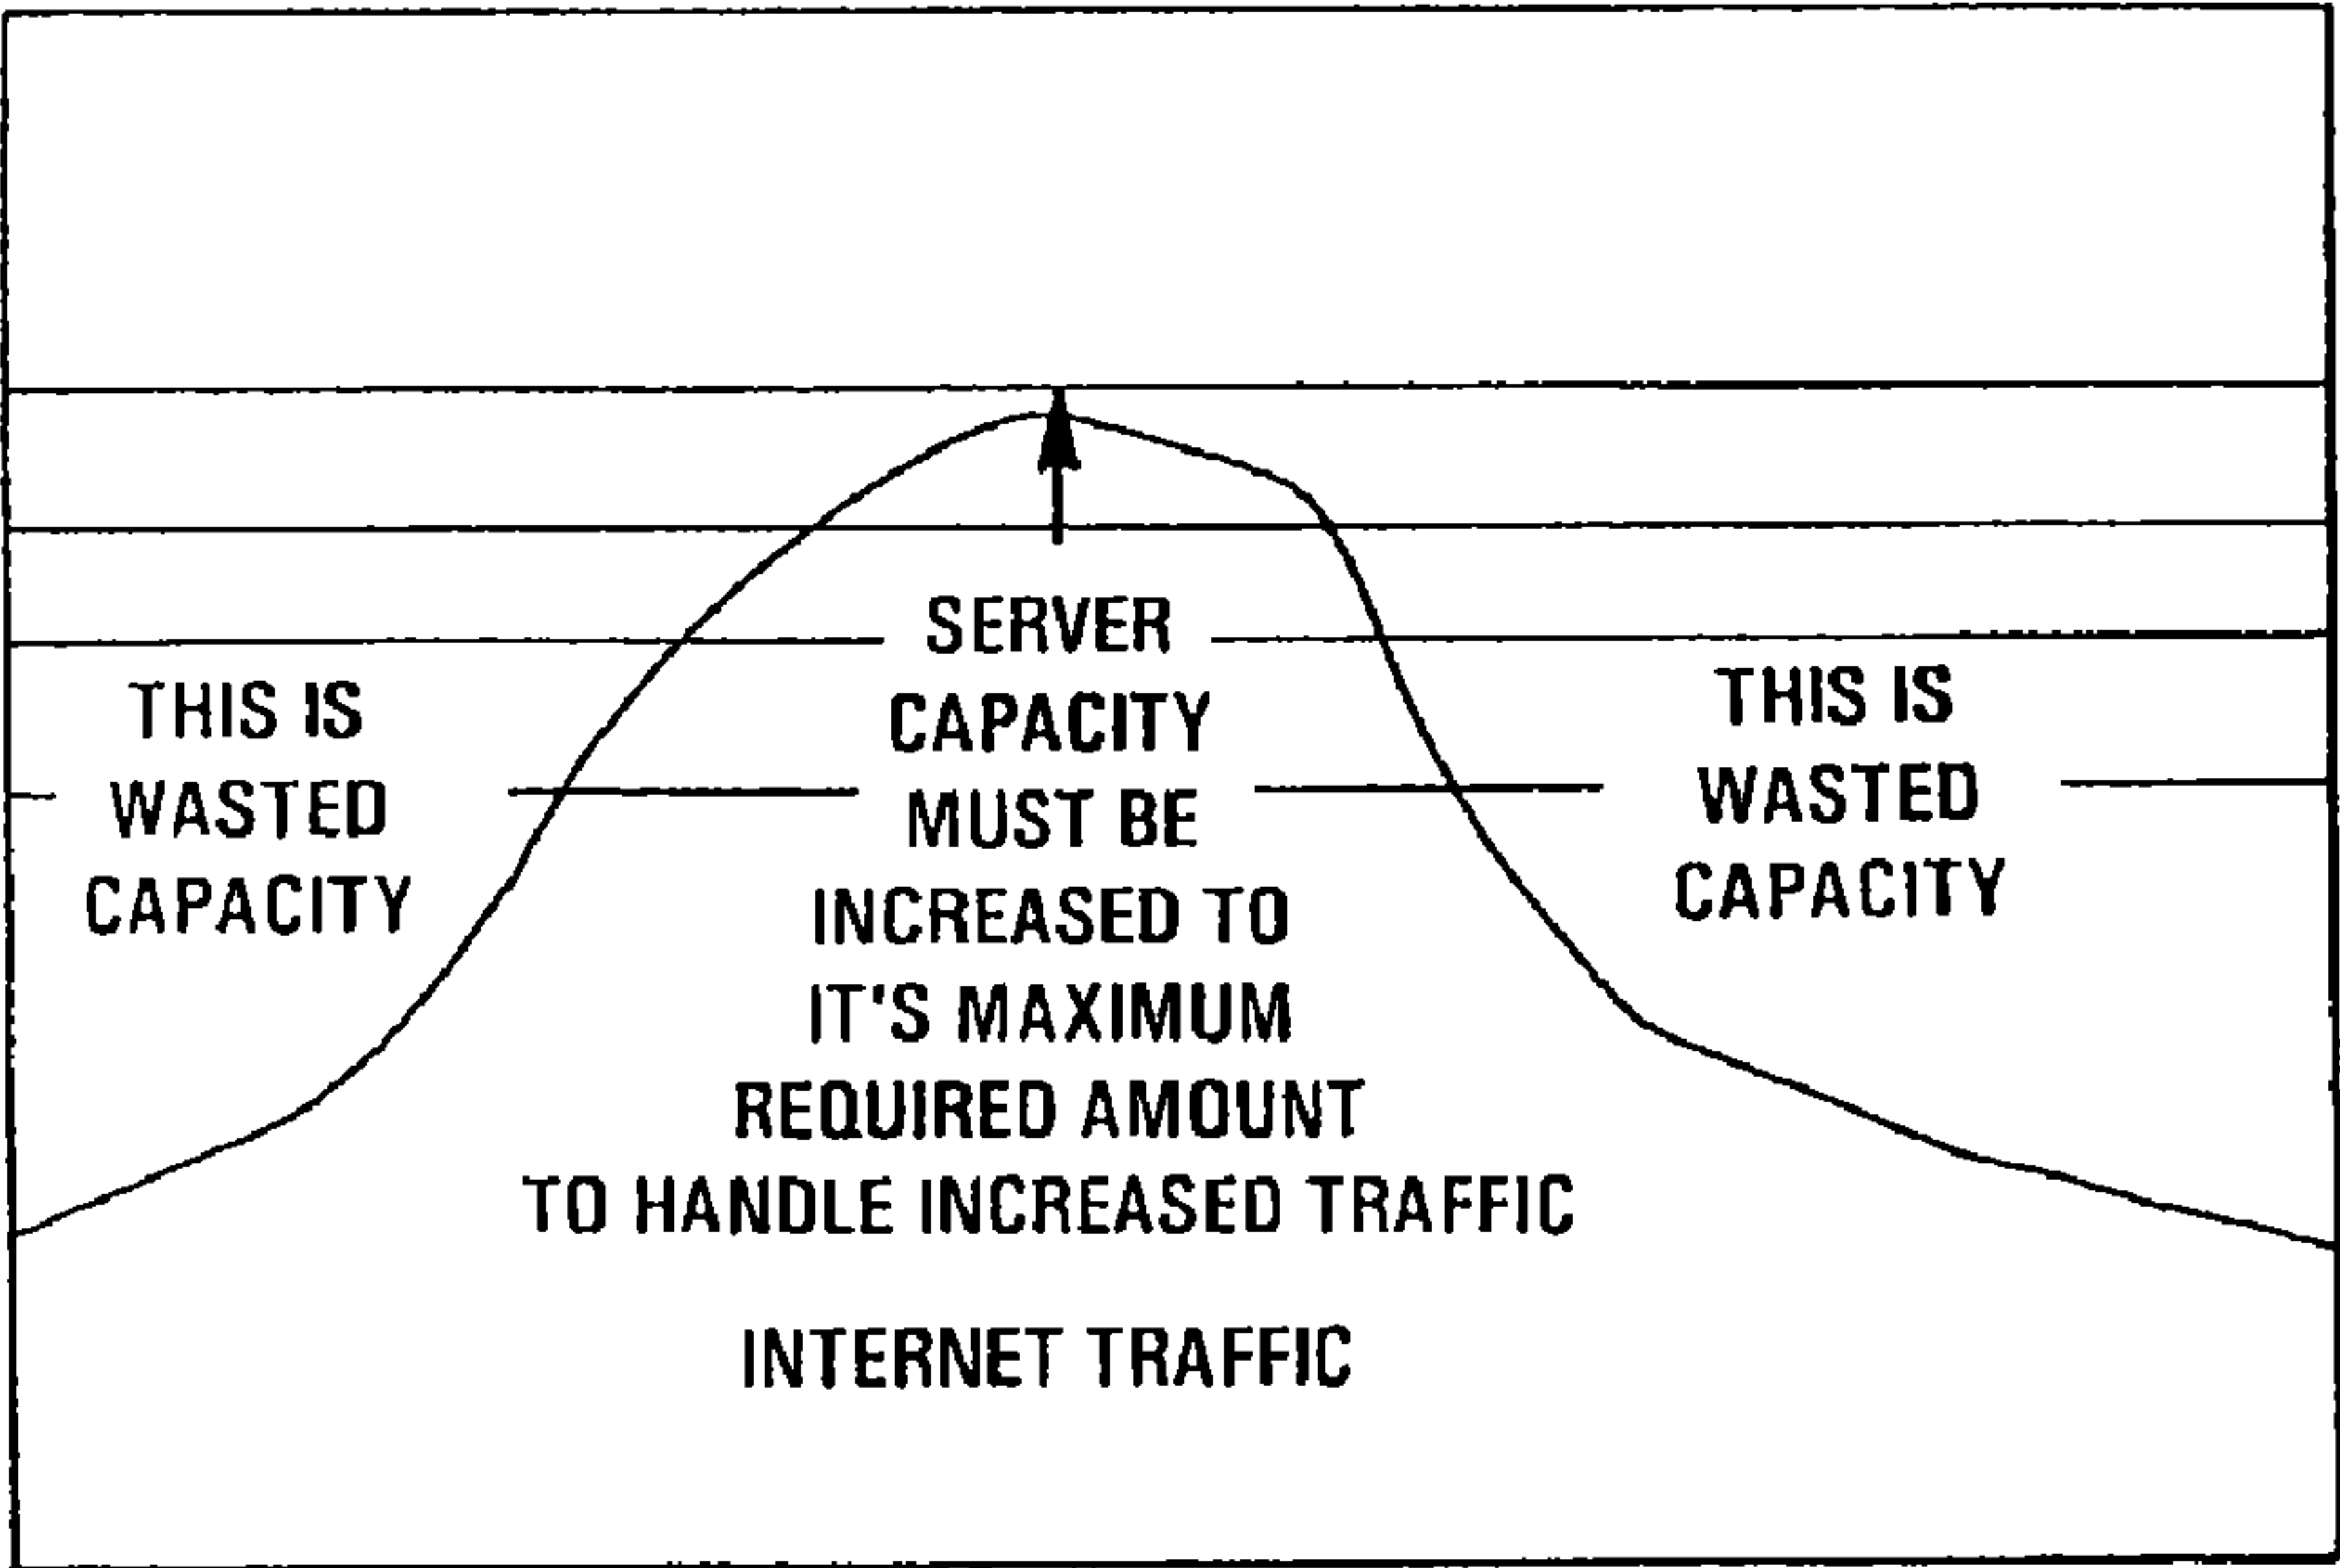 THIS IS
WASTED
CAPACITY
SERVER
CAPACITY
MUST BE
INCREASED TO
IT'S MAXIMUM
REQUIRED AMOUNT
TO HANDLE INCREASED TRAFFIC
THIS IS
WASTED
CAPACITY
INTERNET TRAFFIC